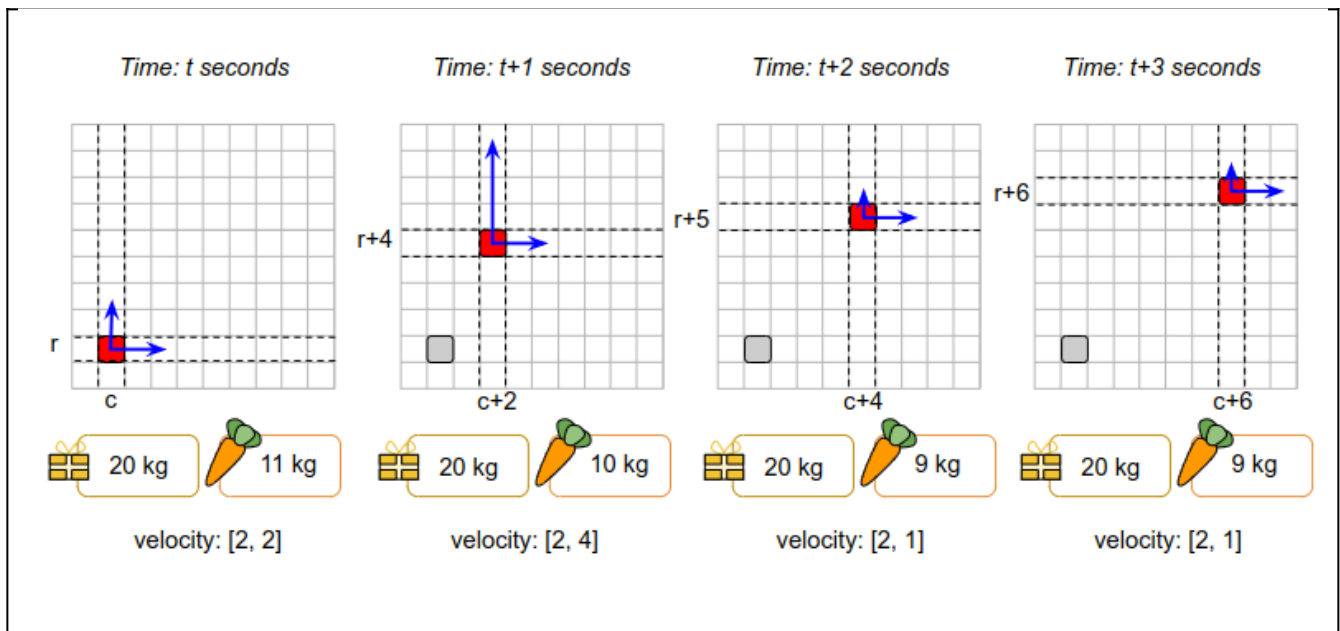 Time: t seconds
Time: t+1 seconds
Time: t+2 seconds
Time: t+3 seconds
r
c
r+4
c+2
r+5
c+4
r+6
c+6
20 kg
11 kg
20 kg
10 kg
20 kg
9 kg
20 kg
9 kg
velocity: [2, 2]
velocity: [2, 4]
velocity: [2, 1]
velocity: [2, 1]